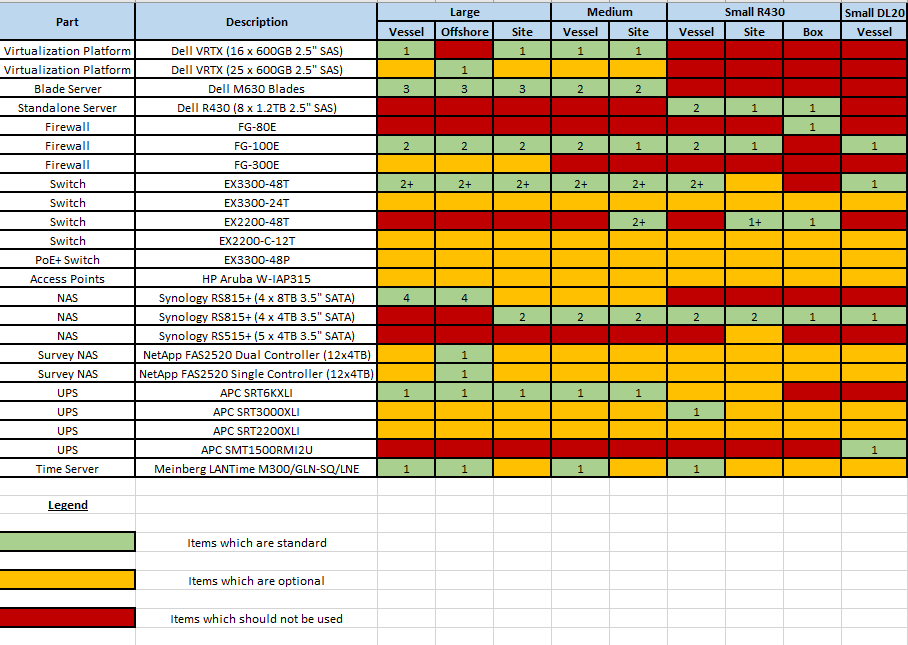 Part Description Large Medium Small R430 Small DL20
Vessel Offshore Site Vessel Site Vessel Site Box Vessel
Virtualization Platform Dell VRTX (16 x 600GB 2.5" SAS) 1 1 1 1
Virtualization Platform Dell VRTX (25 x 600GB 2.5" SAS) 1
Blade Server Dell M630 Blades 3 3 3 2 2
Standalone Server Dell R430 (8 x 1.2TB 2.5" SAS) 2 1 1
Firewall FG-80E 1
Firewall FG-100E 2 2 2 2 1 2 1 1
Firewall FG-300E
Switch EX3300-48T 2+ 2+ 2+ 2+ 2+ 2+ 1
Switch EX3300-24T
Switch EX2200-48T 2+ 1+ 1
Switch EX2200-C-12T
PoE+ Switch EX3300-48P
Access Points HP Aruba W-IAP315
NAS Synology RS815+ (4 x 8TB 3.5" SATA) 4 4
NAS Synology RS815+ (4 x 4TB 3.5" SATA) 2 2 2 2 2 1 1
NAS Synology RS515+ (5 x 4TB 3.5" SATA)
Survey NAS NetApp FAS2520 Dual Controller (12x4TB) 1
Survey NAS NetApp FAS2520 Single Controller (12x4TB) 1
UPS APC SRT6KXLI 1 1 1 1 1
UPS APC SRT3000XLI 1
UPS APC SRT2200XLI
UPS APC SMT1500RMI2U 1
Time Server Meinberg LANTime M300/GLN-SQ/LNE 1 1 1 1
Legend
Items which are standard
Items which are optional
Items which should not be used